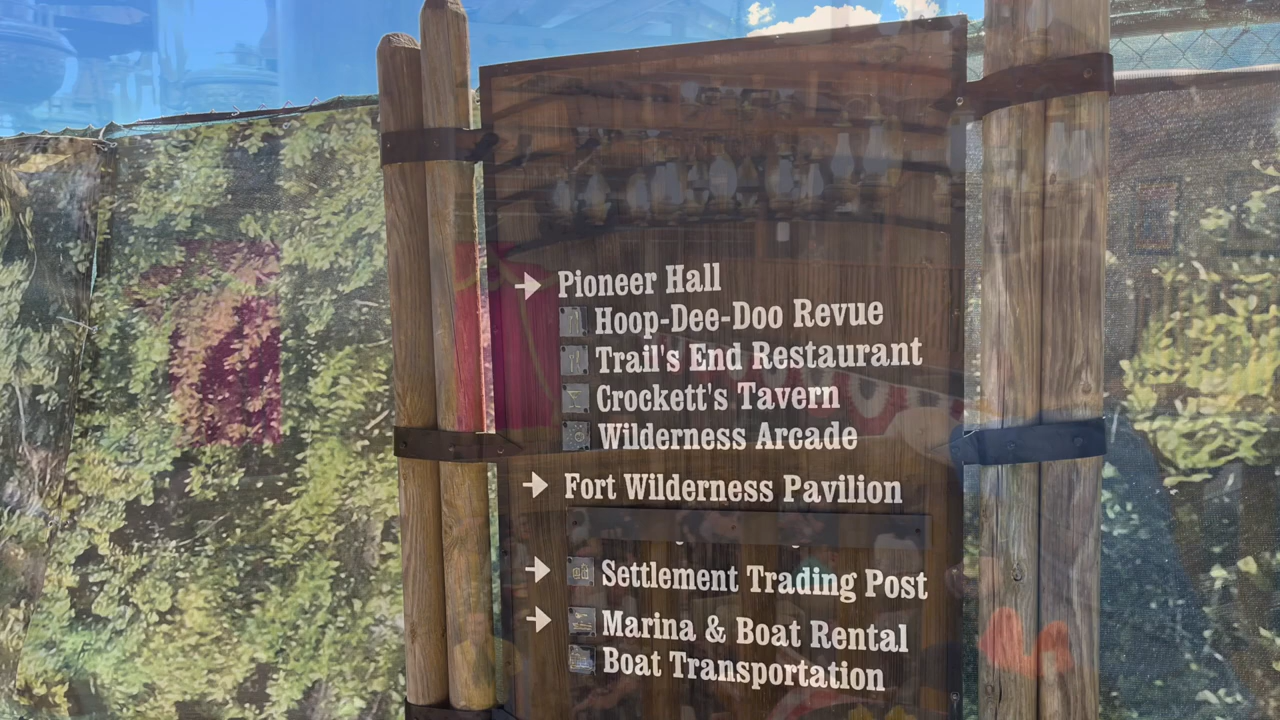 Pioneer Hall
Hoop-Dee-Doo Revue
Trail's End Restaurant
Crockett's Tavern
Wilderness Arcade
Fort Wilderness Pavilion
Settlement Trading Post
Marina & Boat Rental
Boat Transportation